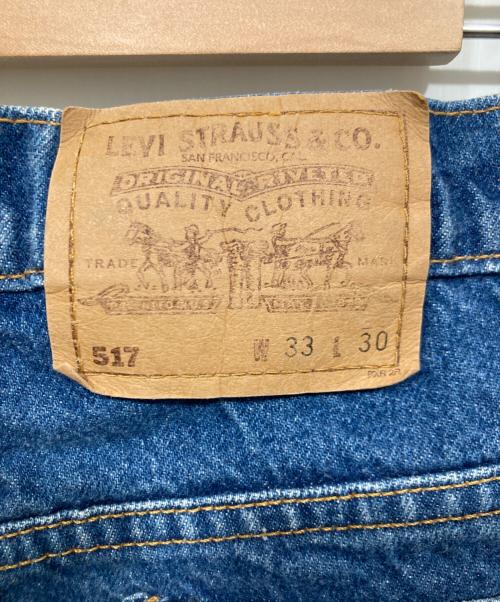 LEVI STRAUSS & CO.
SAN FRANCISCO, CAL.
ORIGINAL RIVETED
QUALITY CLOTHING
TRADE MARK
517 W 33 L 30